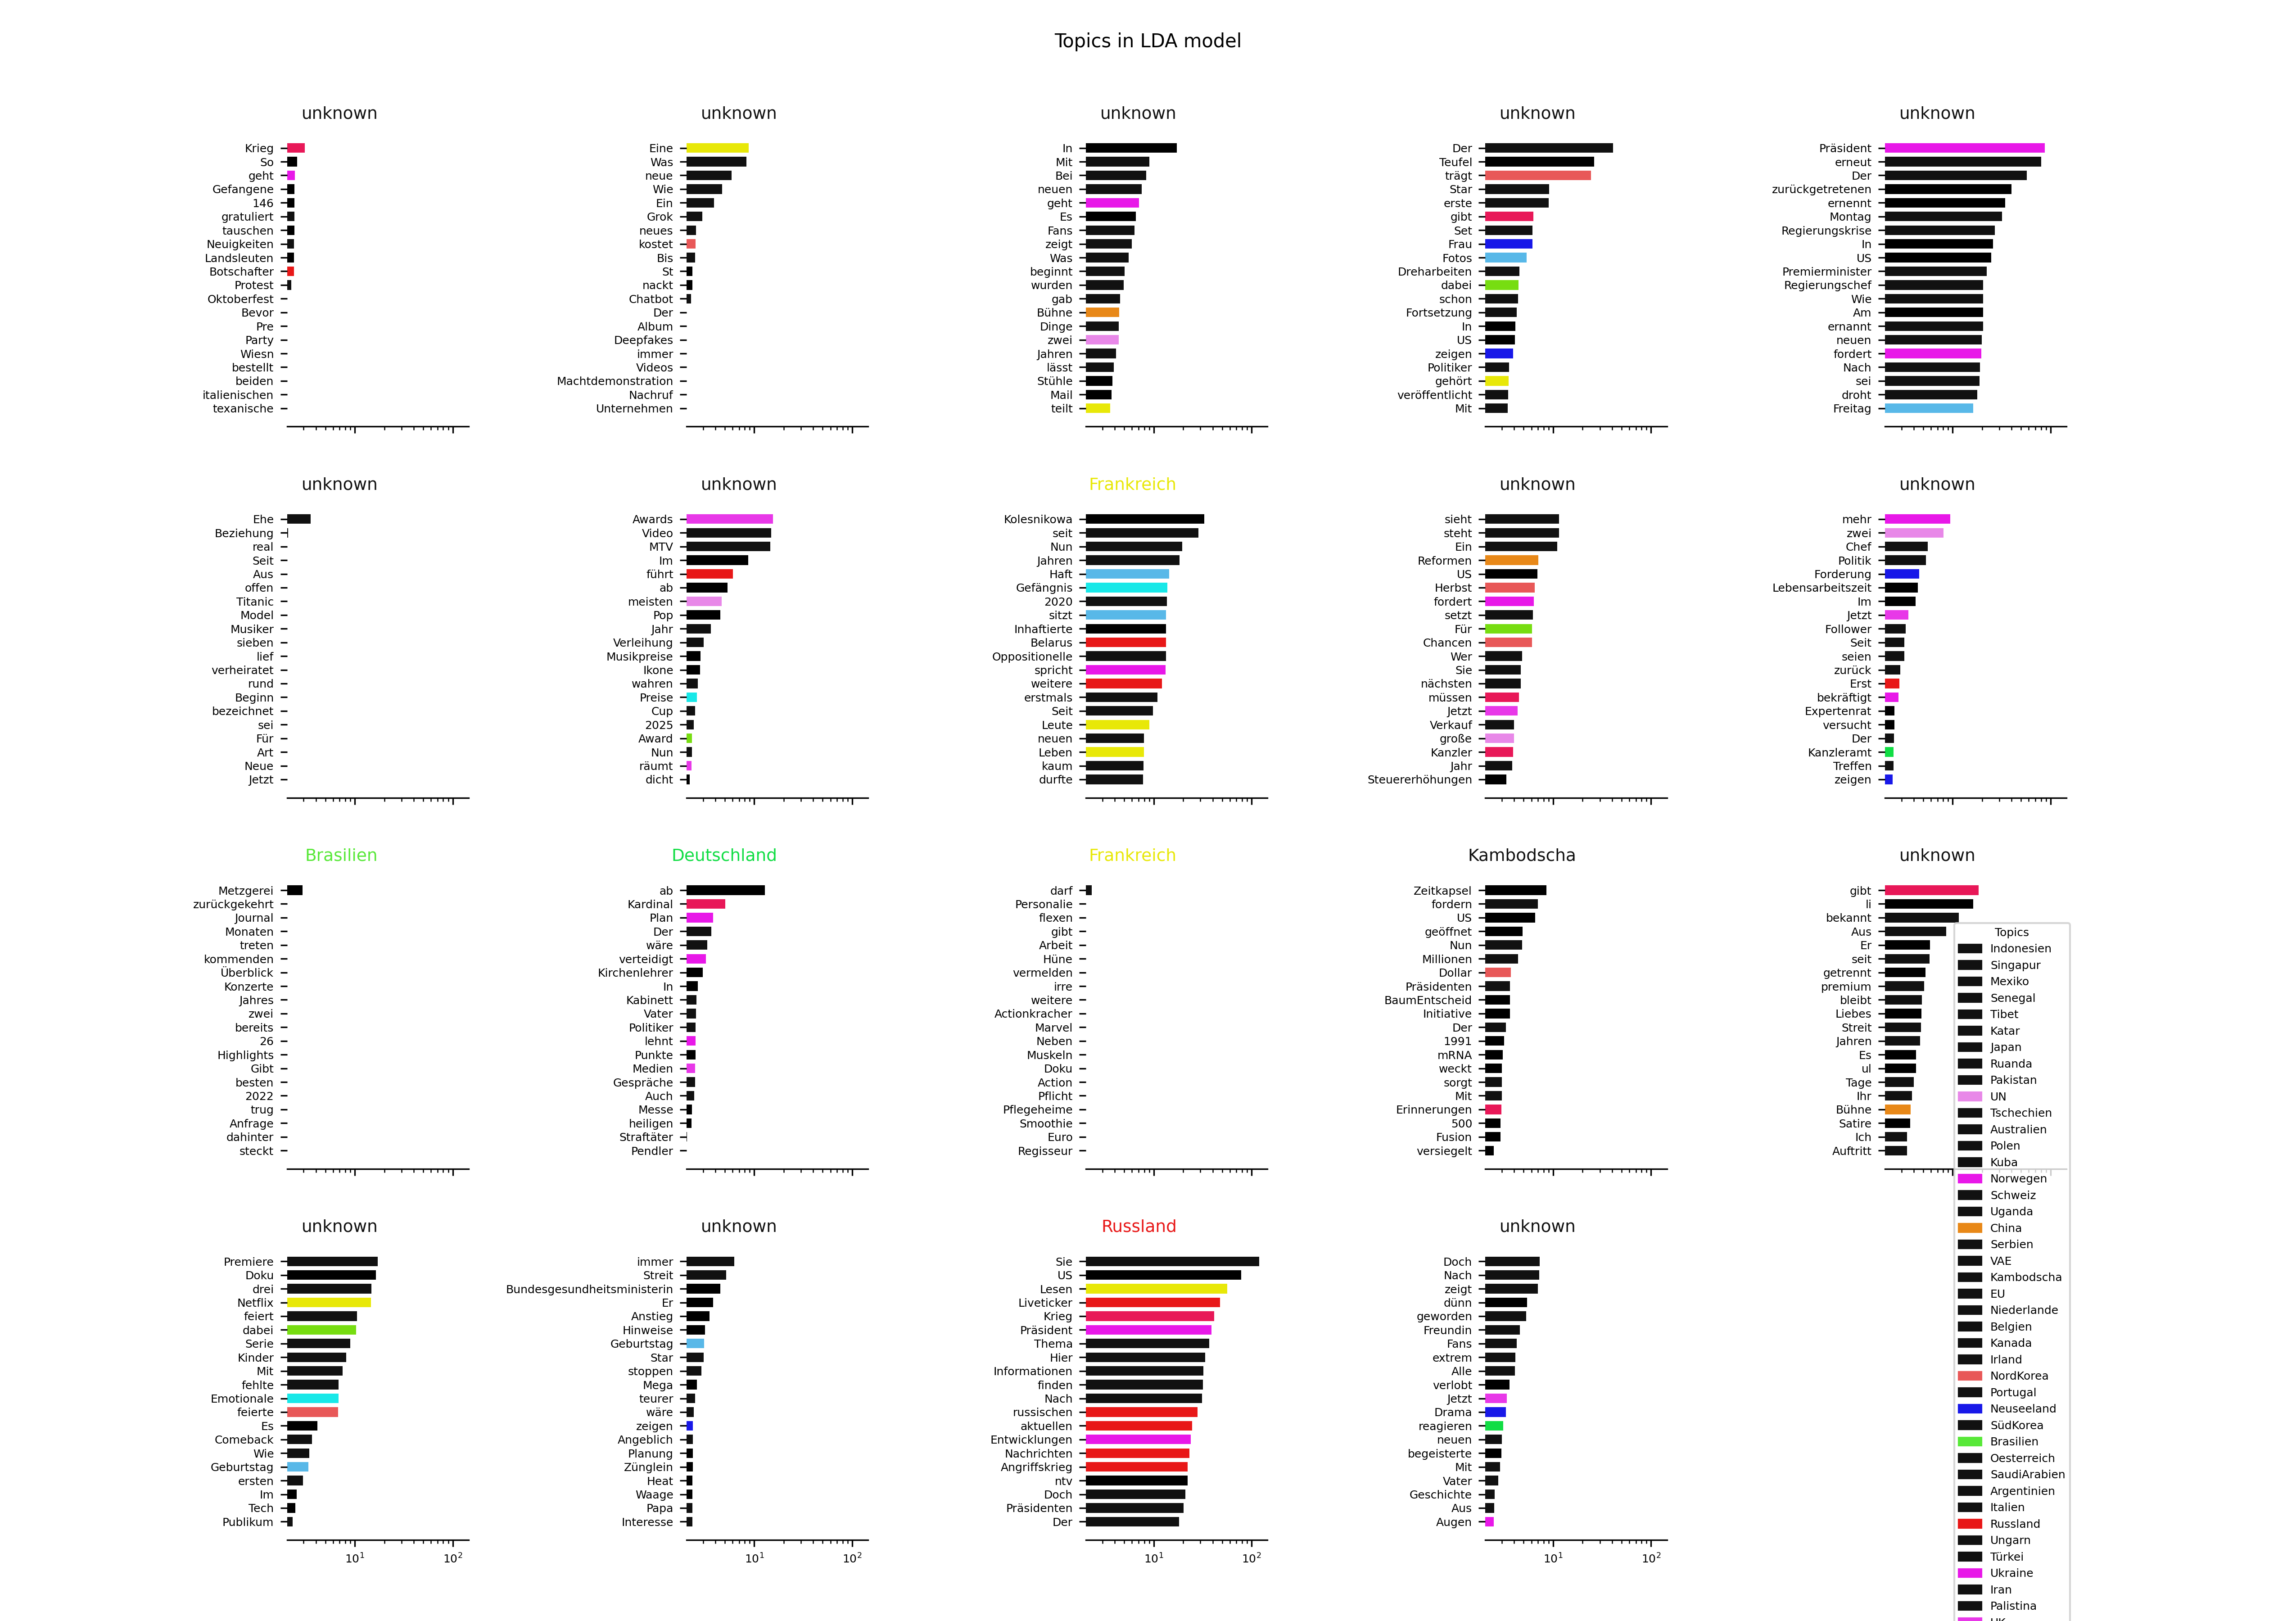 Topics in LDA model
unknown
Krieg
So
geht
Gefangene
146
gratuliert
tauschen
Neuigkeiten
Landsleuten
Botschafter
Protest
Oktoberfest
Bevor
Pre
Party
Wiesn
bestellt
beiden
italienischen
texanische
unknown
Eine
Was
neue
Wie
Ein
Grok
neues
kostet
Bis
St
nackt
Chatbot
Der
Album
Deepfakes
immer
Videos
Machtdemonstration
Nachruf
Unternehmen
unknown
In
Mit
Bei
neuen
geht
Es
Fans
zeigt
Was
beginnt
wurden
gab
Bühne
Dinge
zwei
Jahren
lässt
Stühle
Mail
teilt
unknown
Der
Teufel
trägt
Star
erste
gibt
Set
Frau
Fotos
Dreharbeiten
dabei
schon
Fortsetzung
In
US
zeigen
Politiker
gehört
veröffentlicht
Mit
unknown
Präsident
erneut
Der
zurückgetretenen
ernennt
Montag
Regierungskrise
In
US
Premierminister
Regierungschef
Wie
Am
ernannt
neuen
fordert
Nach
sei
droht
Freitag
unknown
Ehe
Beziehung
real
Seit
Aus
offen
Titanic
Model
Musiker
sieben
lief
verheiratet
rund
Beginn
bezeichnet
sei
Für
Art
Neue
Jetzt
unknown
Awards
Video
MTV
Im
führt
ab
meisten
Pop
Jahr
Verleihung
Musikpreise
Ikone
wahren
Preise
Cup
2025
Award
Nun
räumt
dicht
Frankreich
Kolesnikowa
seit
Nun
Jahren
Haft
Gefängnis
2020
sitzt
Inhaftierte
Belarus
Oppositionelle
spricht
weitere
erstmals
Seit
Leute
neuen
Leben
kaum
durfte
unknown
sieht
steht
Ein
Reformen
US
Herbst
fordert
setzt
Für
Chancen
Wer
Sie
nächsten
müssen
Jetzt
Verkauf
große
Kanzler
Jahr
Steuererhöhungen
unknown
mehr
zwei
Chef
Politik
Forderung
Lebensarbeitszeit
Im
Jetzt
Follower
Seit
seien
zurück
Erst
bekräftigt
Expertenrat
versucht
Der
Kanzleramt
Treffen
zeigen
Brasilien
Metzgerei
zurückgekehrt
Journal
Monaten
treten
kommenden
Überblick
Konzerte
Jahres
zwei
bereits
26
Highlights
Gibt
besten
2022
trug
Anfrage
dahinter
steckt
Deutschland
ab
Kardinal
Plan
Der
wäre
verteidigt
Kirchenlehrer
In
Kabinett
Vater
Politiker
lehnt
Punkte
Medien
Gespräche
Auch
Messe
heiligen
Straftäter
Pendler
Frankreich
darf
Personalie
flexen
gibt
Arbeit
Hüne
vermelden
irre
weitere
Actionkracher
Marvel
Neben
Muskeln
Doku
Action
Pflicht
Pflegeheime
Smoothie
Euro
Regisseur
Kambodscha
Zeitkapsel
fordern
US
geöffnet
Nun
Millionen
Dollar
Präsidenten
BaumEntscheid
Initiative
Der
1991
mRNA
weckt
sorgt
Mit
Erinnerungen
500
Fusion
versiegelt
unknown
gibt
li
bekannt
Aus
Er
seit
getrennt
premium
bleibt
Liebes
Streit
Jahren
Es
ul
Tage
Ihr
Bühne
Satire
Ich
Auftritt
unknown
Premiere
Doku
drei
Netflix
feiert
dabei
Serie
Kinder
Mit
fehlte
Emotionale
feierte
Es
Comeback
Wie
Geburtstag
ersten
Im
Tech
Publikum
10¹ 10²
unknown
immer
Streit
Bundesgesundheitsministerin
Er
Anstieg
Hinweise
Geburtstag
Star
stoppen
Mega
teurer
wäre
zeigen
Angeblich
Planung
Zünglein
Heat
Waage
Papa
Interesse
10¹ 10²
Russland
Sie
US
Lesen
Liveticker
Krieg
Präsident
Thema
Hier
Informationen
finden
Nach
russischen
aktuellen
Entwicklungen
Nachrichten
Angriffskrieg
ntv
Doch
Präsidenten
Der
10¹ 10²
unknown
Doch
Nach
zeigt
dünn
geworden
Freundin
Fans
extrem
Alle
verlobt
Jetzt
Drama
reagieren
neuen
begeisterte
Mit
Vater
Geschichte
Aus
Augen
10¹ 10²
Topics
Indonesien
Singapur
Mexiko
Senegal
Tibet
Katar
Japan
Ruanda
Pakistan
UN
Tschechien
Australien
Polen
Kuba
Norwegen
Schweiz
Uganda
China
Serbien
VAE
Kambodscha
EU
Niederlande
Belgien
Kanada
Irland
NordKorea
Portugal
Neuseeland
SüdKorea
Brasilien
Oesterreich
SaudiArabien
Argentinien
Italien
Russland
Ungarn
Türkei
Ukraine
Iran
Palistina